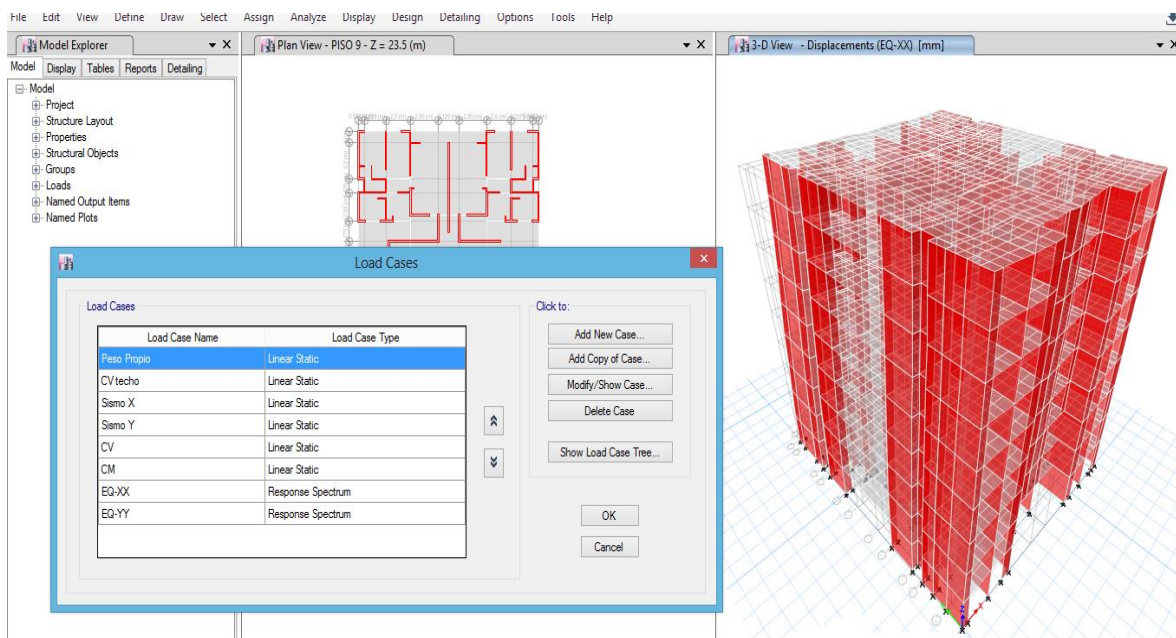 File Edit View Define Draw Select Assign Analyze Display Design Detailing Options Tools Help
Model Explorer
Plan View - PISO 9 - Z = 23.5 (m)
3-D View - Displacements (EQ-XX) [mm]
Model Display Tables Reports Detailing
Model
Project
Structure Layout
Properties
Structural Objects
Groups
Loads
Named Output Items
Named Plots
Load Cases
Load Cases
Click to:
Load Case Name Load Case Type
Peso Propio Linear Static
CV techo Linear Static
Sismo X Linear Static
Sismo Y Linear Static
CV Linear Static
CM Linear Static
EQ-XX Response Spectrum
EQ-YY Response Spectrum
Add New Case...
Add Copy of Case...
Modify/Show Case...
Delete Case
Show Load Case Tree...
OK
Cancel
Z
X